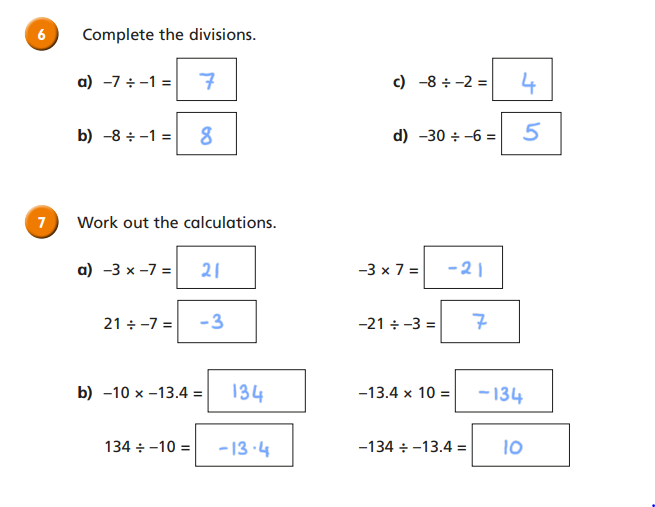 6 Complete the divisions.
a) –7 ÷ –1 = 7 c) –8 ÷ –2 = 4
b) –8 ÷ –1 = 8 d) –30 ÷ –6 = 5
7 Work out the calculations.
a) –3 × –7 = 21 –3 × 7 = -21
21 ÷ –7 = -3 –21 ÷ –3 = 7
b) –10 × –13.4 = 134 –13.4 × 10 = -134
134 ÷ –10 = -13·4 –134 ÷ –13.4 = 10